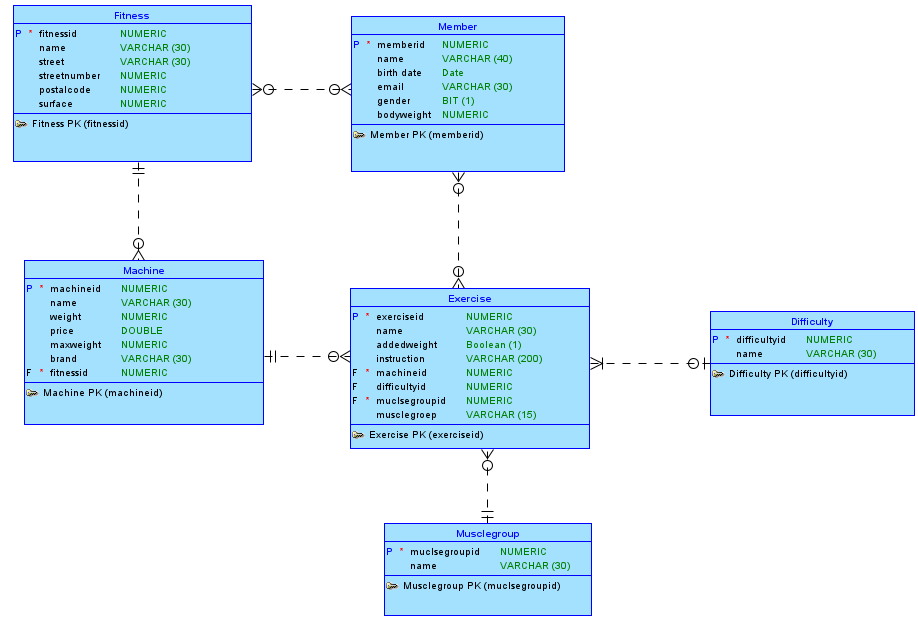 Fitness
P * fitnessid NUMERIC
name VARCHAR (30)
street VARCHAR (30)
streetnumber NUMERIC
postalcode NUMERIC
surface NUMERIC
Fitness PK (fitnessid)
Member
P * memberid NUMERIC
name VARCHAR (40)
birth date Date
email VARCHAR (30)
gender BIT (1)
bodyweight NUMERIC
Member PK (memberid)
Machine
P * machineid NUMERIC
name VARCHAR (30)
weight NUMERIC
price DOUBLE
maxweight NUMERIC
brand VARCHAR (30)
F * fitnessid NUMERIC
Machine PK (machineid)
Exercise
P * exerciseid NUMERIC
name VARCHAR (30)
addedweight Boolean (1)
instruction VARCHAR (200)
F * machineid NUMERIC
F difficultyid NUMERIC
F * muclsegroupid NUMERIC
musclegroep VARCHAR (15)
Exercise PK (exerciseid)
Difficulty
P * difficultyid NUMERIC
name VARCHAR (30)
Difficulty PK (difficultyid)
Musclegroup
P * muclsegroupid NUMERIC
name VARCHAR (30)
Musclegroup PK (muclsegroupid)